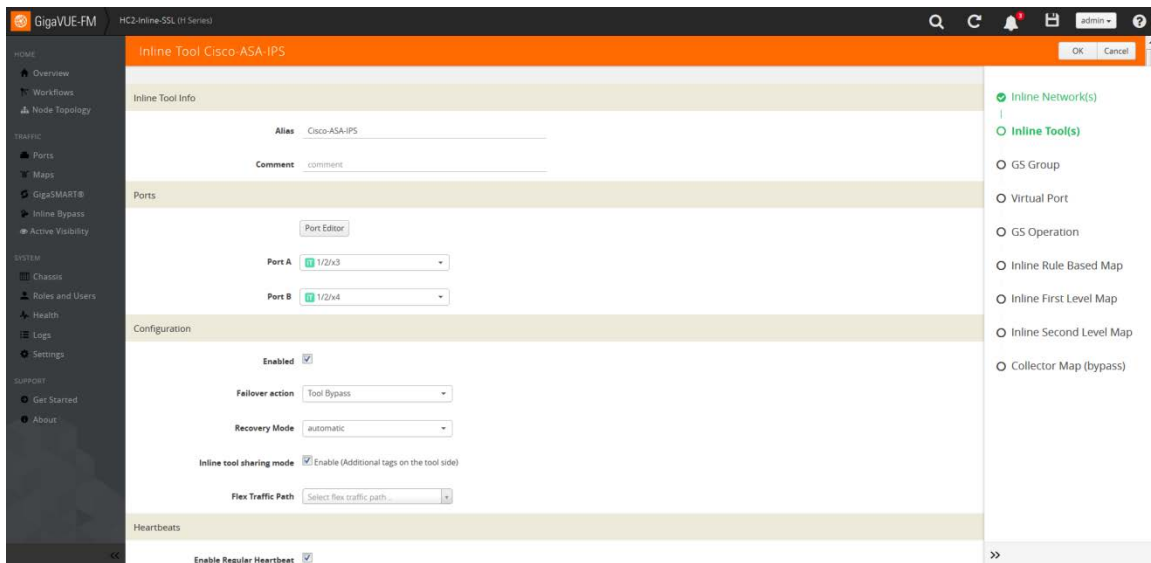 GigaVUE-FM HC2-Inline-SSL (H Series) 3 admin ?
HOME
Overview
Workflows
Node Topology
TRAFFIC
Ports
Maps
GigaSMART®
Inline Bypass
Active Visibility
SYSTEM
Chassis
Roles and Users
Health
Logs
Settings
SUPPORT
Get Started
About
Inline Tool Cisco-ASA-IPS OK Cancel
Inline Tool Info
Alias Cisco-ASA-IPS
Comment comment
Ports
Port Editor
Port A IT 1/2/x3
Port B IT 1/2/x4
Configuration
Enabled
Failover action Tool Bypass
Recovery Mode automatic
Inline tool sharing mode Enable (Additional tags on the tool side)
Flex Traffic Path Select flex traffic path...
Heartbeats
Enable Regular Heartbeat
Inline Network(s)
Inline Tool(s)
GS Group
Virtual Port
GS Operation
Inline Rule Based Map
Inline First Level Map
Inline Second Level Map
Collector Map (bypass)